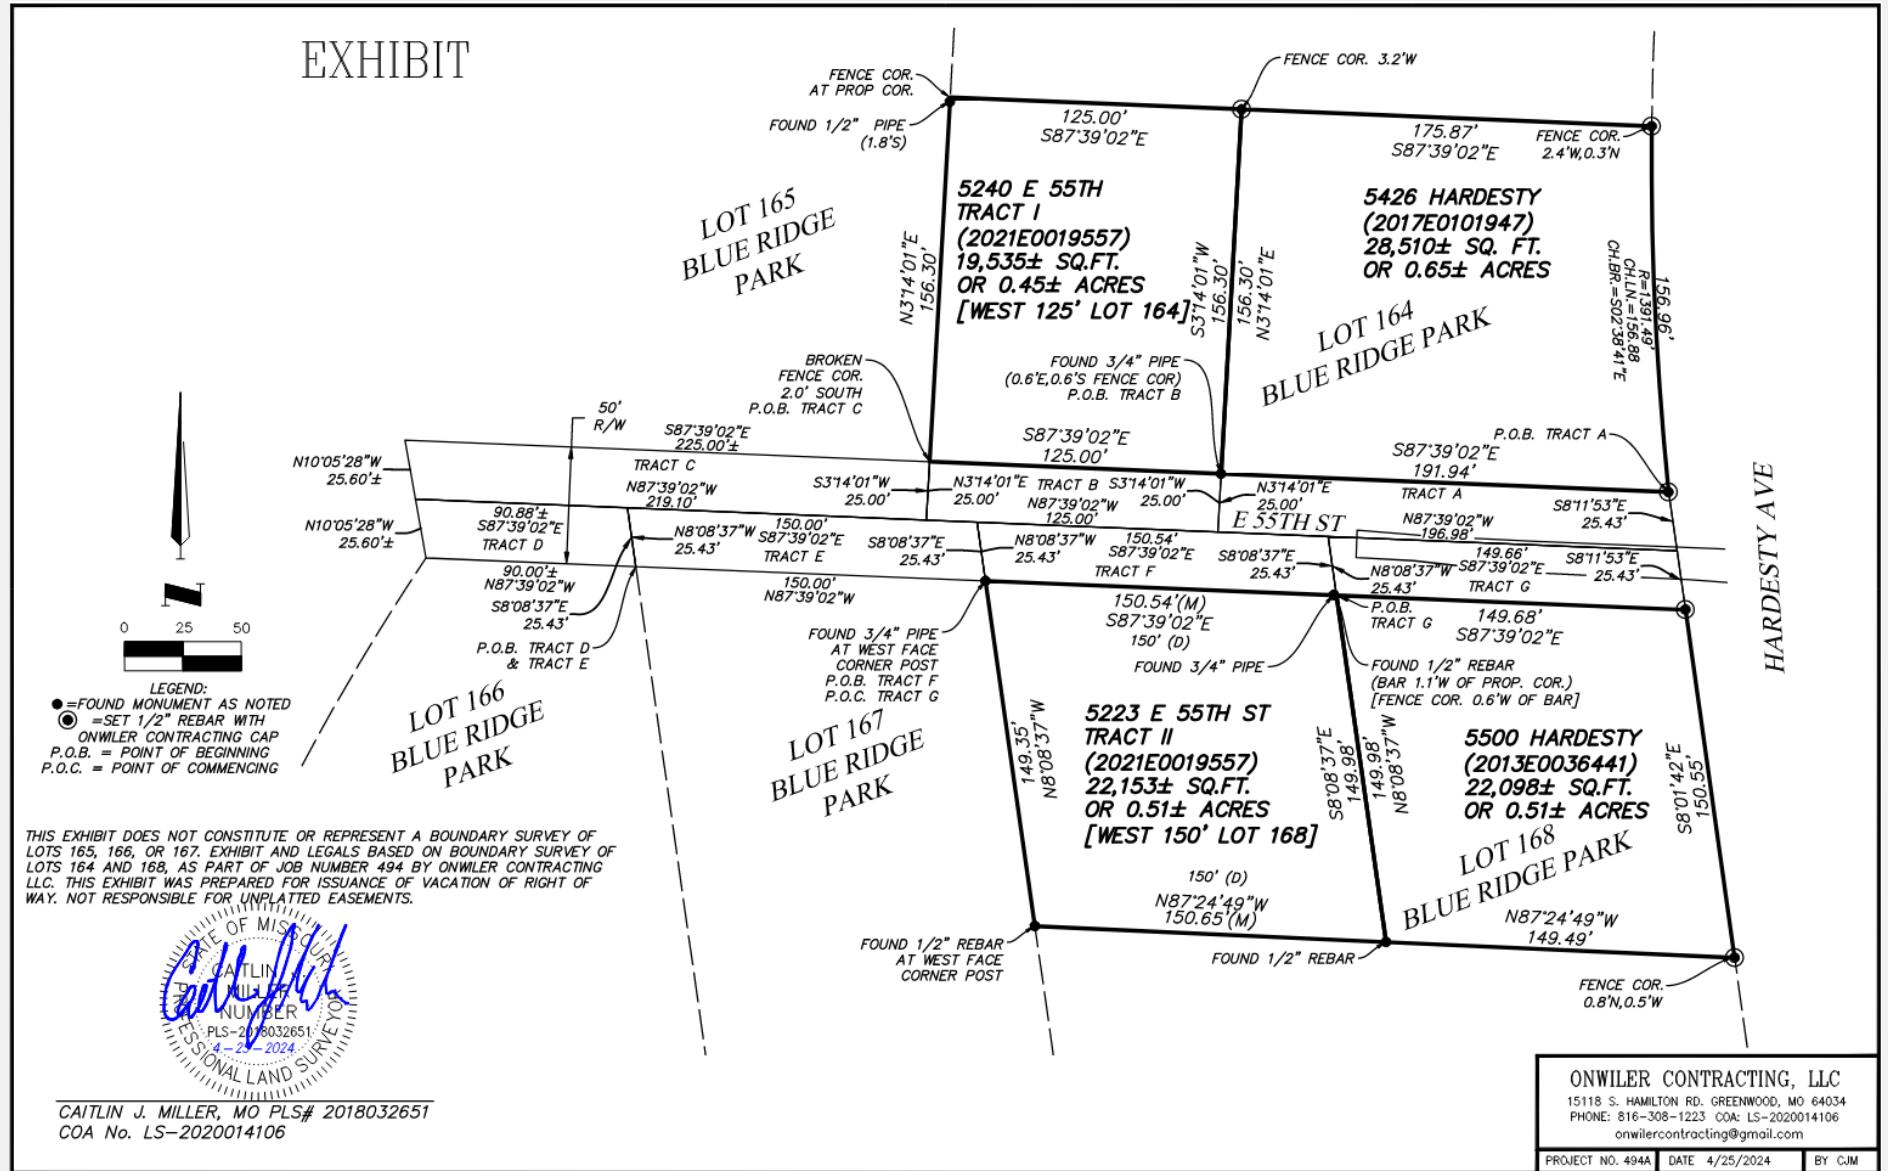 EXHIBIT
FENCE COR.
AT PROP COR.
FOUND 1/2" PIPE
(1.8'S)
125.00'
S87°39'02"E
FENCE COR. 3.2'W
175.87'
S87°39'02"E
FENCE COR.
2.4'W,0.3'N
LOT 165
BLUE RIDGE
PARK
5240 E 55TH
TRACT I
(2021E0019557)
19,535± SQ.FT.
OR 0.45± ACRES
[WEST 125' LOT 164]
N3°14'01"E
156.30'
S3°14'01"W
156.30'
156.30'
N3°14'01"E
5426 HARDESTY
(2017E0101947)
28,510± SQ. FT.
OR 0.65± ACRES
LOT 164
BLUE RIDGE PARK
156.96'
R=1391.49'
CH.LN.=156.88
CH.BR.=S02°38'41"E
BROKEN
FENCE COR.
2.0' SOUTH
P.O.B. TRACT C
FOUND 3/4" PIPE
(0.6'E,0.6'S FENCE COR)
P.O.B. TRACT B
P.O.B. TRACT A
50'
R/W
S87°39'02"E
225.00'±
S87°39'02"E
125.00'
S87°39'02"E
191.94'
N10°05'28"W
25.60'±
TRACT C
N87°39'02"W
219.10'
S3°14'01"W
25.00'
N3°14'01"E
25.00'
TRACT B
N87°39'02"W
125.00'
S3°14'01"W
25.00'
N3°14'01"E
25.00'
TRACT A
N87°39'02"W
196.98'
S8°11'53"E
25.43'
E 55TH ST
HARDESTY AVE
N10°05'28"W
25.60'±
90.88'±
S87°39'02"E
TRACT D
90.00'±
N87°39'02"W
N8°08'37"W
25.43'
150.00'
S87°39'02"E
TRACT E
150.00'
N87°39'02"W
S8°08'37"E
25.43'
N8°08'37"W
25.43'
150.54'
S87°39'02"E
TRACT F
S8°08'37"E
25.43'
N8°08'37"W
25.43'
149.66'
S87°39'02"E
TRACT G
S8°11'53"E
25.43'
S8°08'37"E
25.43'
P.O.B. TRACT D
& TRACT E
FOUND 3/4" PIPE
AT WEST FACE
CORNER POST
P.O.B. TRACT F
P.O.C. TRACT G
150.54'(M)
S87°39'02"E
150' (D)
FOUND 3/4" PIPE
P.O.B.
TRACT G
149.68'
S87°39'02"E
FOUND 1/2" REBAR
(BAR 1.1'W OF PROP. COR.)
[FENCE COR. 0.6'W OF BAR]
0 25 50
LEGEND:
=FOUND MONUMENT AS NOTED
=SET 1/2" REBAR WITH
ONWILER CONTRACTING CAP
P.O.B. = POINT OF BEGINNING
P.O.C. = POINT OF COMMENCING
LOT 166
BLUE RIDGE
PARK
LOT 167
BLUE RIDGE
PARK
149.35'
N8°08'37"W
5223 E 55TH ST
TRACT II
(2021E0019557)
22,153± SQ.FT.
OR 0.51± ACRES
[WEST 150' LOT 168]
S8°08'37"E
149.98'
149.98'
N8°08'37"W
5500 HARDESTY
(2013E0036441)
22,098± SQ.FT.
OR 0.51± ACRES
LOT 168
BLUE RIDGE PARK
S8°01'42"E
150.55'
150' (D)
N87°24'49"W
150.65'(M)
N87°24'49"W
149.49'
FOUND 1/2" REBAR
AT WEST FACE
CORNER POST
FOUND 1/2" REBAR
FENCE COR.
0.8'N,0.5'W
THIS EXHIBIT DOES NOT CONSTITUTE OR REPRESENT A BOUNDARY SURVEY OF
LOTS 165, 166, OR 167. EXHIBIT AND LEGALS BASED ON BOUNDARY SURVEY OF
LOTS 164 AND 168, AS PART OF JOB NUMBER 494 BY ONWILER CONTRACTING
LLC. THIS EXHIBIT WAS PREPARED FOR ISSUANCE OF VACATION OF RIGHT OF
WAY. NOT RESPONSIBLE FOR UNPLATTED EASEMENTS.
STATE OF MISSOURI
CAITLIN J.
MILLER
NUMBER
PLS-2018032651
4-25-2024
PROFESSIONAL LAND SURVEYOR
CAITLIN J. MILLER, MO PLS# 2018032651
COA No. LS-2020014106
ONWILER CONTRACTING, LLC
15118 S. HAMILTON RD. GREENWOOD, MO 64034
PHONE: 816-308-1223 COA: LS-2020014106
onwilercontracting@gmail.com
PROJECT NO. 494A DATE 4/25/2024 BY CJM